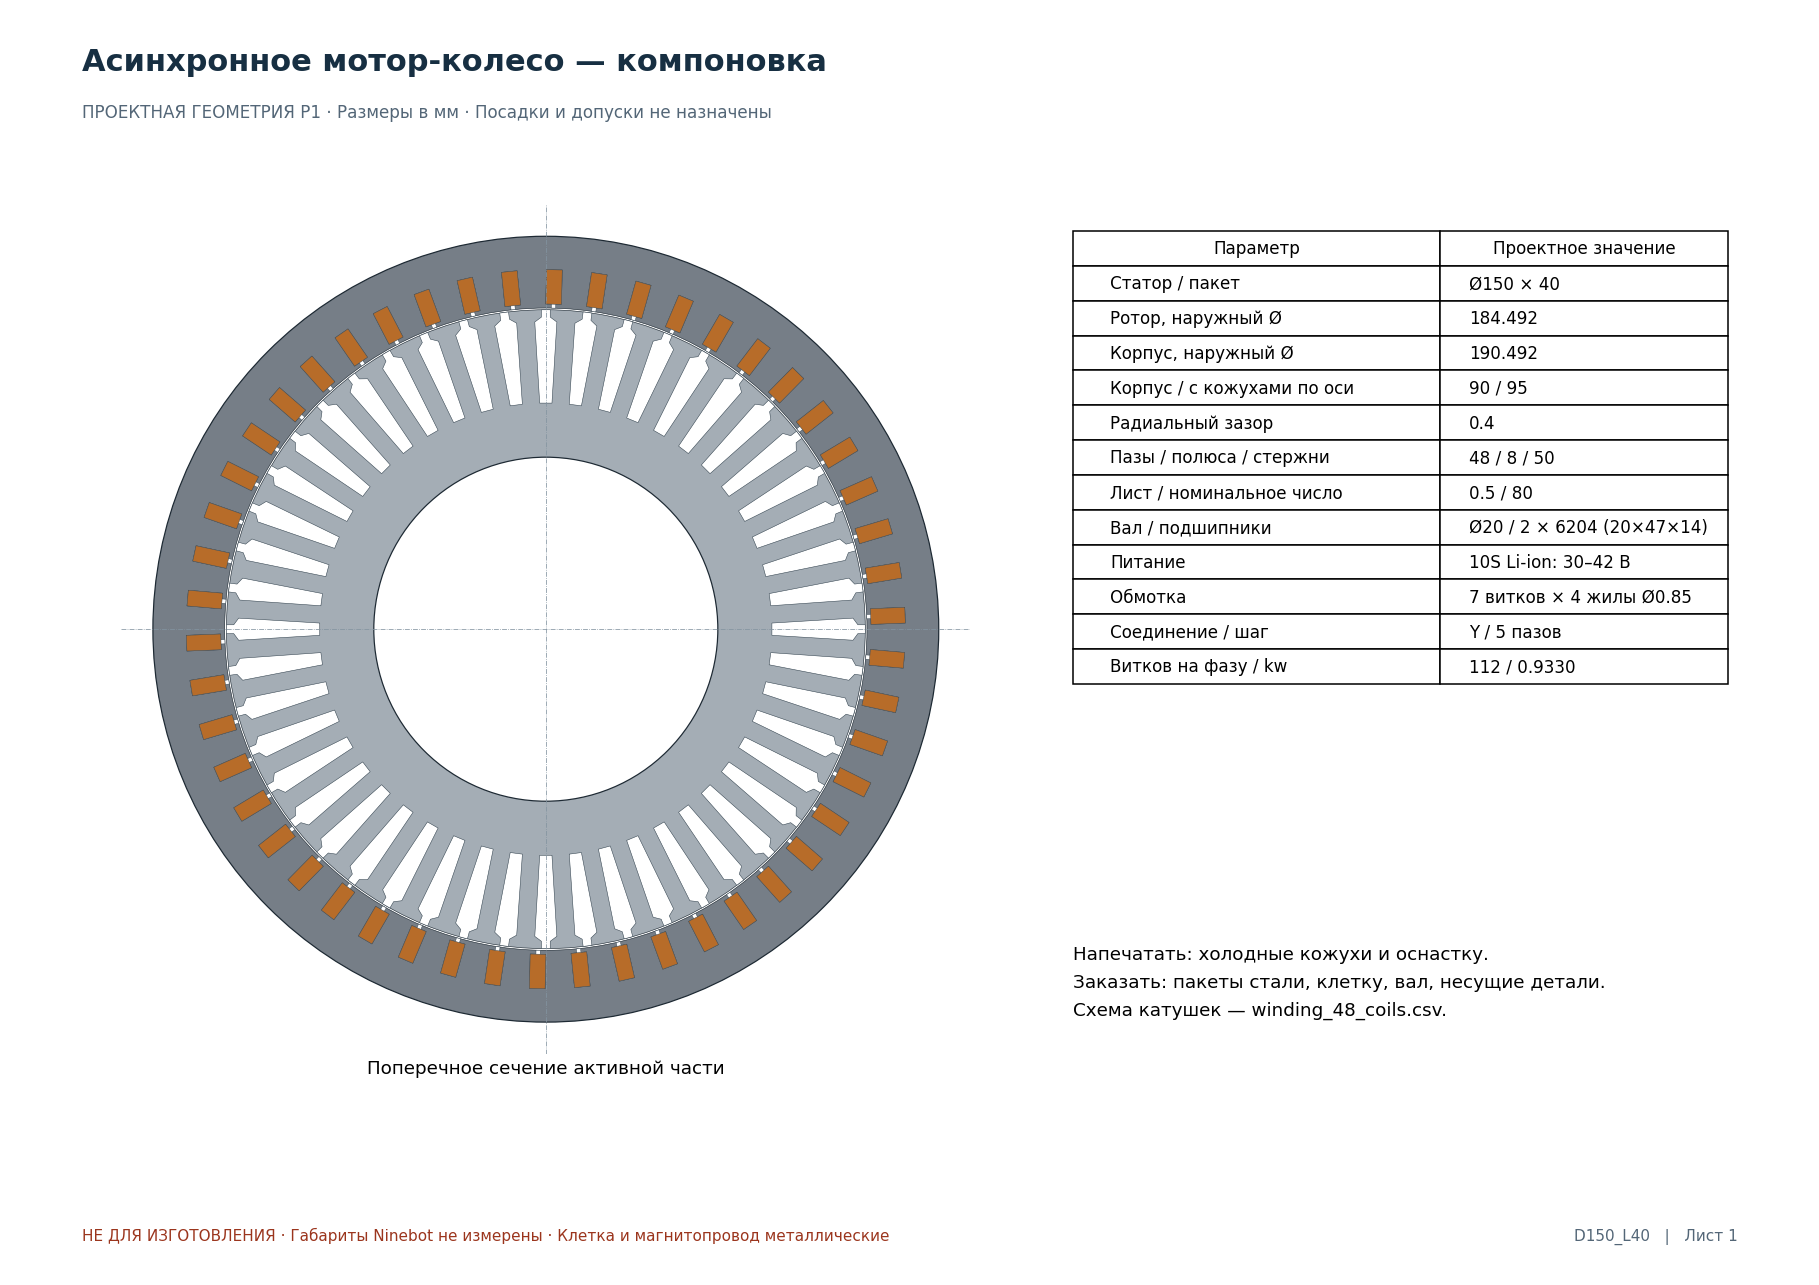 Асинхронное мотор-колесо — компоновка
ПРОЕКТНАЯ ГЕОМЕТРИЯ P1 · Размеры в мм · Посадки и допуски не назначены
Параметр Проектное значение
Статор / пакет Ø150 × 40
Ротор, наружный Ø 184.492
Корпус, наружный Ø 190.492
Корпус / с кожухами по оси 90 / 95
Радиальный зазор 0.4
Пазы / полюса / стержни 48 / 8 / 50
Лист / номинальное число 0.5 / 80
Вал / подшипники Ø20 / 2 × 6204 (20×47×14)
Питание 10S Li-ion: 30–42 В
Обмотка 7 витков × 4 жилы Ø0.85
Соединение / шаг Y / 5 пазов
Витков на фазу / kw 112 / 0.9330
Напечатать: холодные кожухи и оснастку.
Заказать: пакеты стали, клетку, вал, несущие детали.
Схема катушек — winding_48_coils.csv.
Поперечное сечение активной части
НЕ ДЛЯ ИЗГОТОВЛЕНИЯ · Габариты Ninebot не измерены · Клетка и магнитопровод металлические
D150_L40 | Лист 1